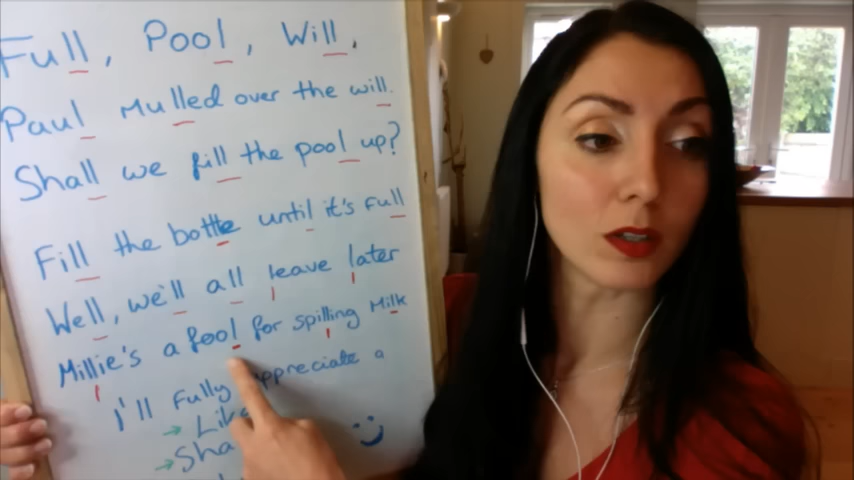 Full, Pool, Will.
Paul mulled over the will.
Shall we fill the pool up?
Fill the bottle until it's full
Well, we'll all leave later
Millie's a fool for spilling Milk
I'll fully appreciate a